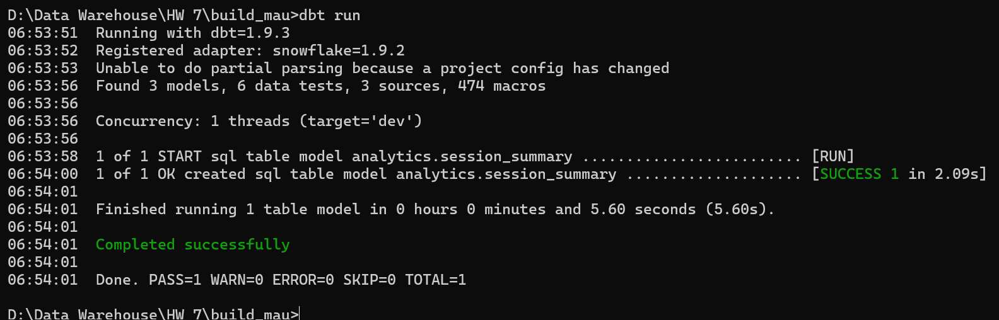 D:\Data Warehouse\HW 7\build_mau>dbt run
06:53:51  Running with dbt=1.9.3
06:53:52  Registered adapter: snowflake=1.9.2
06:53:53  Unable to do partial parsing because a project config has changed
06:53:56  Found 3 models, 6 data tests, 3 sources, 474 macros
06:53:56
06:53:56  Concurrency: 1 threads (target='dev')
06:53:56
06:53:58  1 of 1 START sql table model analytics.session_summary ......................... [RUN]
06:54:00  1 of 1 OK created sql table model analytics.session_summary .................... [SUCCESS 1 in 2.09s]
06:54:01
06:54:01  Finished running 1 table model in 0 hours 0 minutes and 5.60 seconds (5.60s).
06:54:01
06:54:01  Completed successfully
06:54:01
06:54:01  Done. PASS=1 WARN=0 ERROR=0 SKIP=0 TOTAL=1
D:\Data Warehouse\HW 7\build_mau>